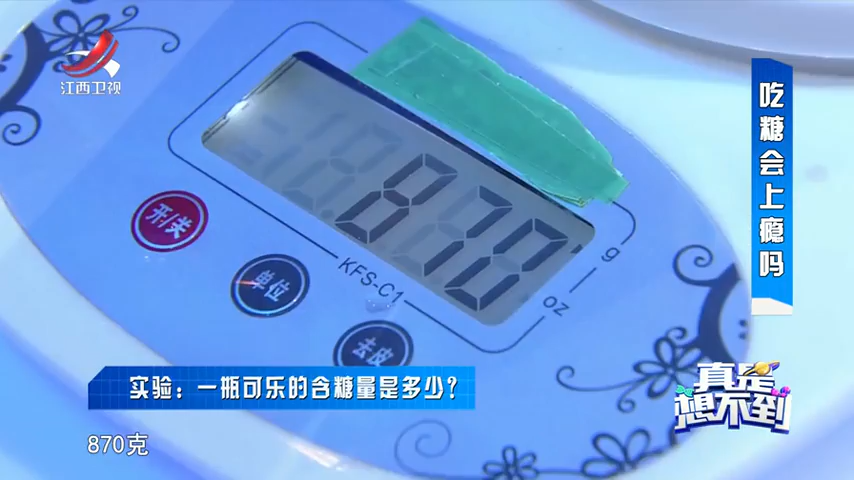 江西卫视
吃糖会上瘾吗
870
g
oz
KFS-C1
开/关
单位
去皮
实验：一瓶可乐的含糖量是多少？
真是
想不到
870克